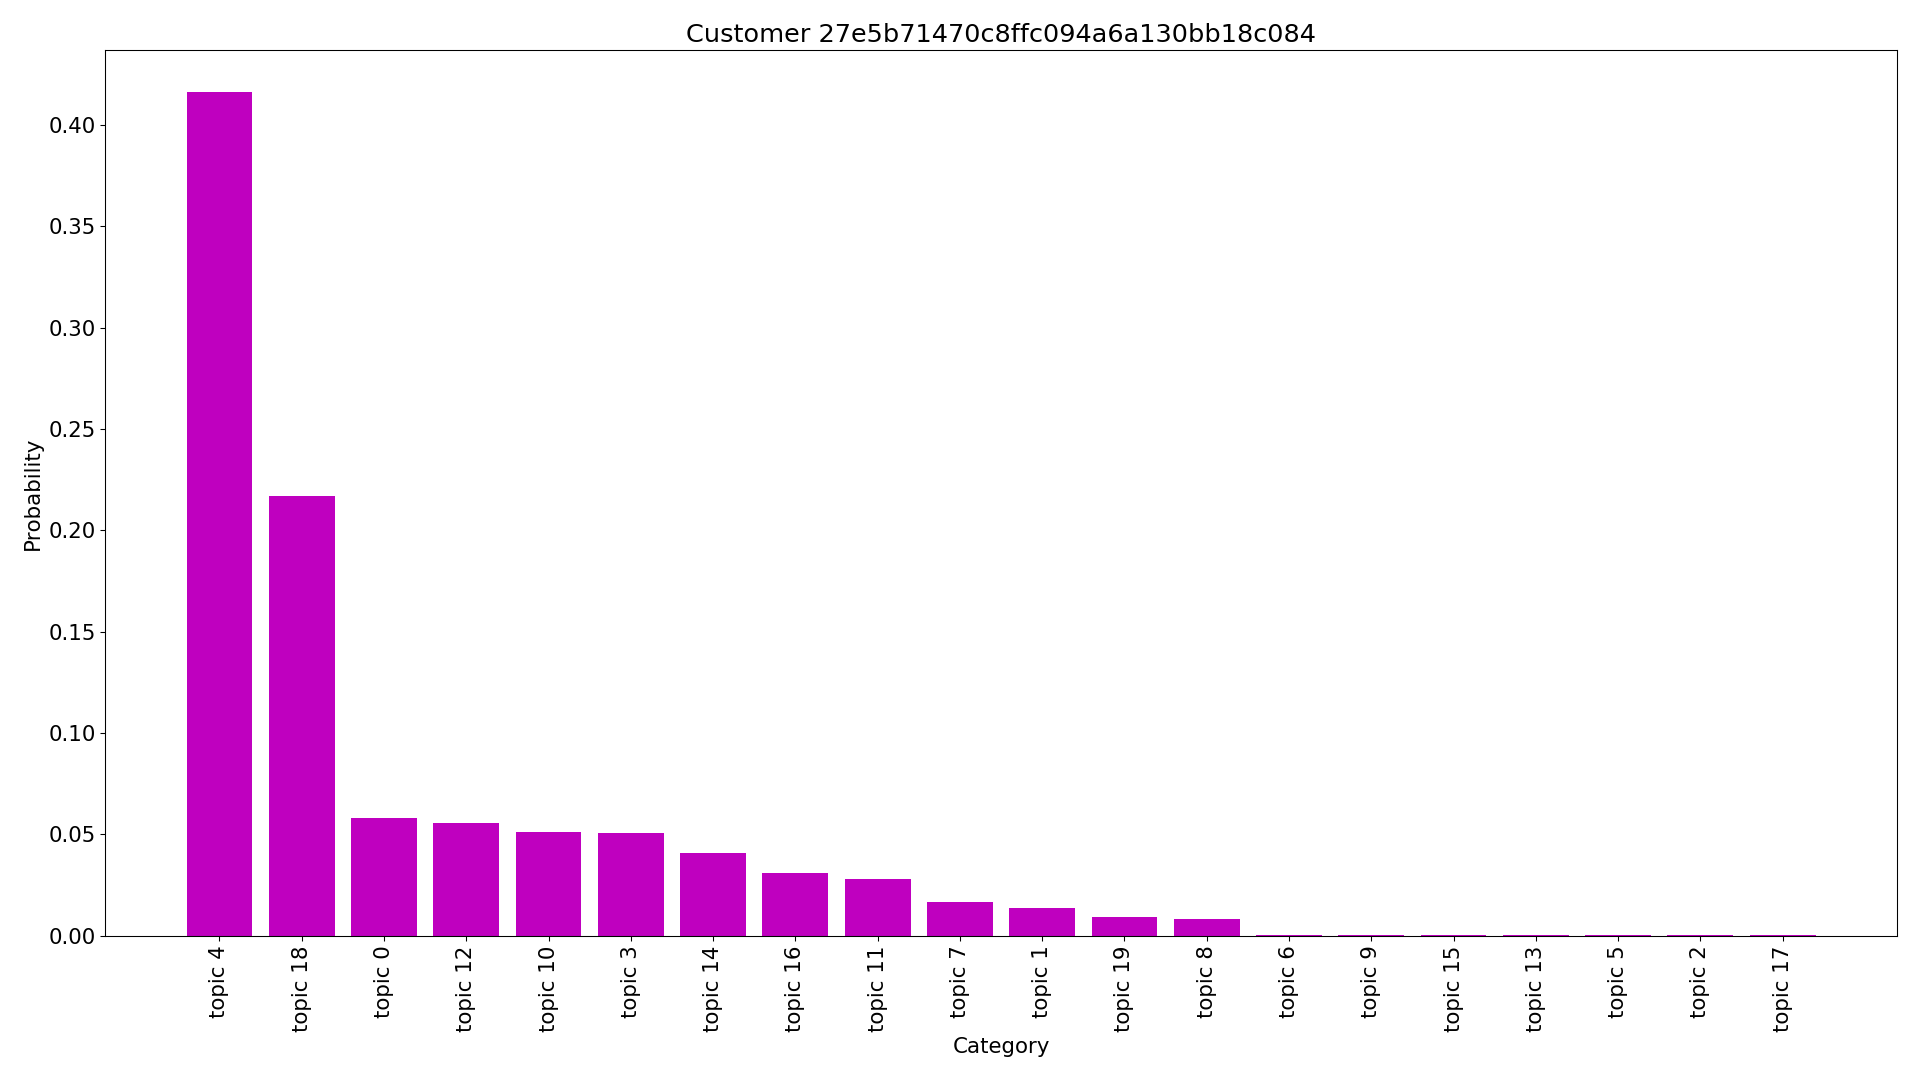 Customer 27e5b71470c8ffc094a6a130bb18c084
Probability
0.40
0.35
0.30
0.25
0.20
0.15
0.10
0.05
0.00
topic 4
topic 18
topic 0
topic 12
topic 10
topic 3
topic 14
topic 16
topic 11
topic 7
topic 1
topic 19
topic 8
topic 6
topic 9
topic 15
topic 13
topic 5
topic 2
topic 17
Category